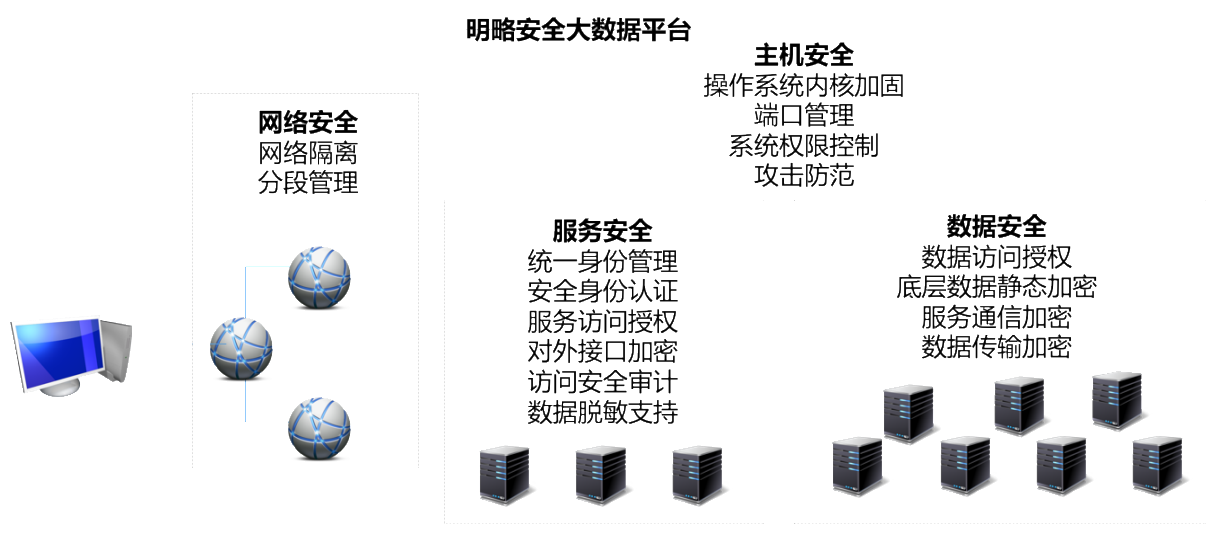 明略安全大数据平台
主机安全
操作系统内核加固
端口管理
系统权限控制
攻击防范
网络安全
网络隔离
分段管理
服务安全
统一身份管理
安全身份认证
服务访问授权
对外接口加密
访问安全审计
数据脱敏支持
数据安全
数据访问授权
底层数据静态加密
服务通信加密
数据传输加密